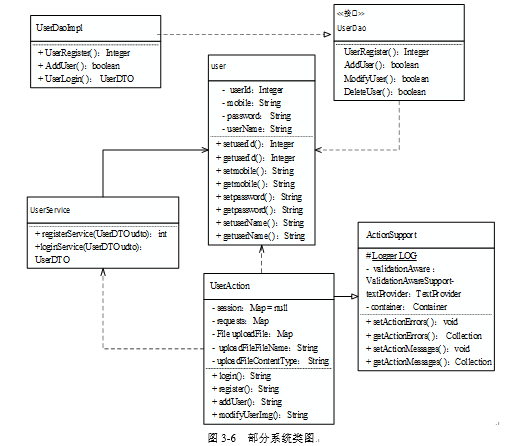 UserDaoImpl
+ UserRegister(): Integer
+ AddUser(): boolean
+ UserLogin(): UserDTO
≪接口≫
UserDao
UserRegister(): Integer
AddUser(): boolean
ModifyUser(): boolean
DeleteUser(): boolean
user
- userId: Integer
- mobile: String
- password: String
- userName: String
+ setuserId(): Integer
+ getuserId(): Integer
+ setmobile(): String
+ getmobile(): String
+ setpassword(): String
+ getpassword(): String
+ setuserName(): String
+ getuserName(): String
UserService
+ registerService(UserDTO udto): int
+loginService(UserDTO udto):
UserDTO
ActionSupport
# Logger LOG
- validationAware:
ValidationAwareSupport-
textProvider: TextProvider
- container: Container
+ setActionErrors(): void
+ getActionErrors(): Collection
+ setActionMessages(): void
+ getActionMessages(): Collection
UserAction
- session: Map = null
- requests: Map
- File uploadFile: Map
- uploadFileFileName: String
- uploadFileContentType: String
+ login(): String
+ register(): String
+ addUser(): String
+ modifyUserImg(): String
图 3-6 部分系统类图